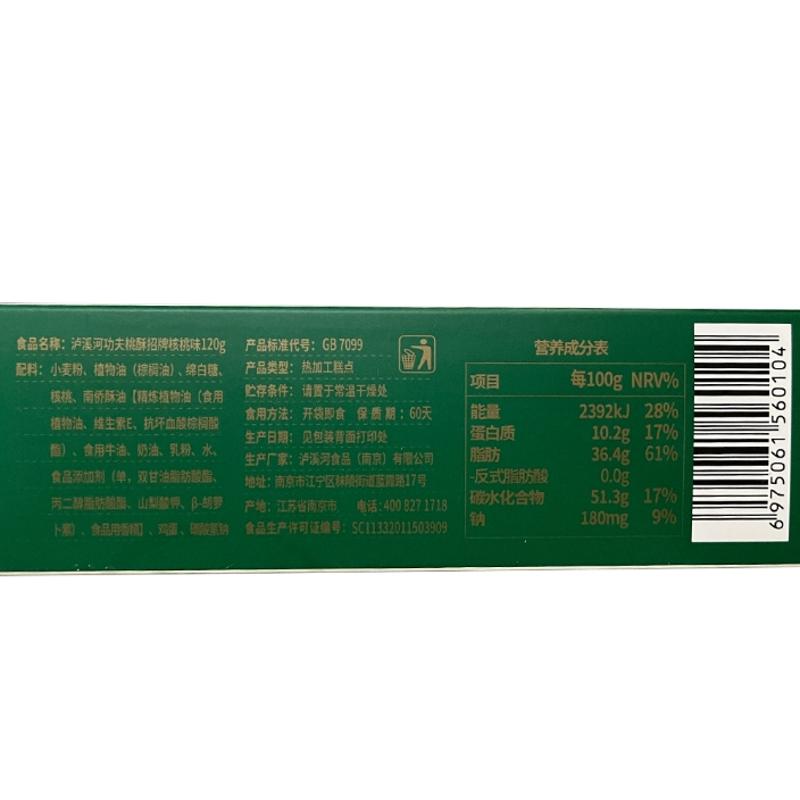 食品名称：泸溪河功夫桃酥招牌核桃味120g
配料：小麦粉、植物油（棕榈油）、绵白糖、
核桃、南侨酥油【精炼植物油（食用
植物油、维生素E、抗坏血酸棕榈酸
酯）、食用牛油、奶油、乳粉、水、
食品添加剂（单，双甘油脂肪酸酯、
丙二醇脂肪酸酯、山梨酸钾、β-胡萝
卜素）、食品用香精】、鸡蛋、碳酸氢钠
产品标准代号：GB 7099
产品类型：热加工糕点
贮存条件：请置于常温干燥处
食用方法：开袋即食 保质期：60天
生产日期：见包装背面打印处
生产厂家：泸溪河食品（南京）有限公司
地址：南京市江宁区秣陵街道蓝霞路17号
产地：江苏省南京市 电话：400 827 1718
食品生产许可证编号：SC11332011503909
营养成分表
项目 每100g NRV%
能量 2392kJ 28%
蛋白质 10.2g 17%
脂肪 36.4g 61%
-反式脂肪酸 0.0g
碳水化合物 51.3g 17%
钠 180mg 9%
6 975061 560104